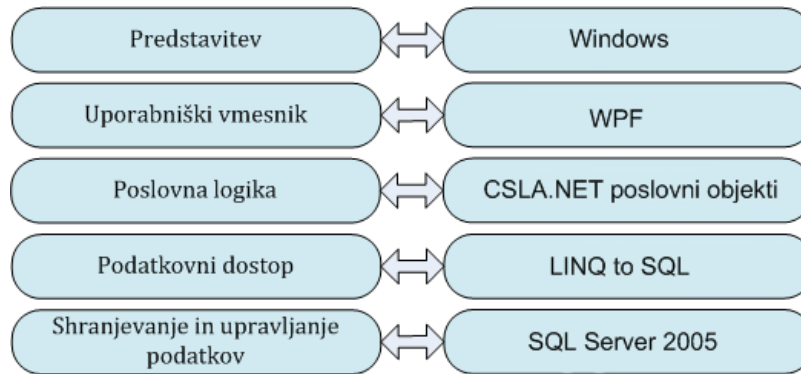 Predstavitev
Windows
Uporabniški vmesnik
WPF
Poslovna logika
CSLA.NET poslovni objekti
Podatkovni dostop
LINQ to SQL
Shranjevanje in upravljanje
podatkov
SQL Server 2005